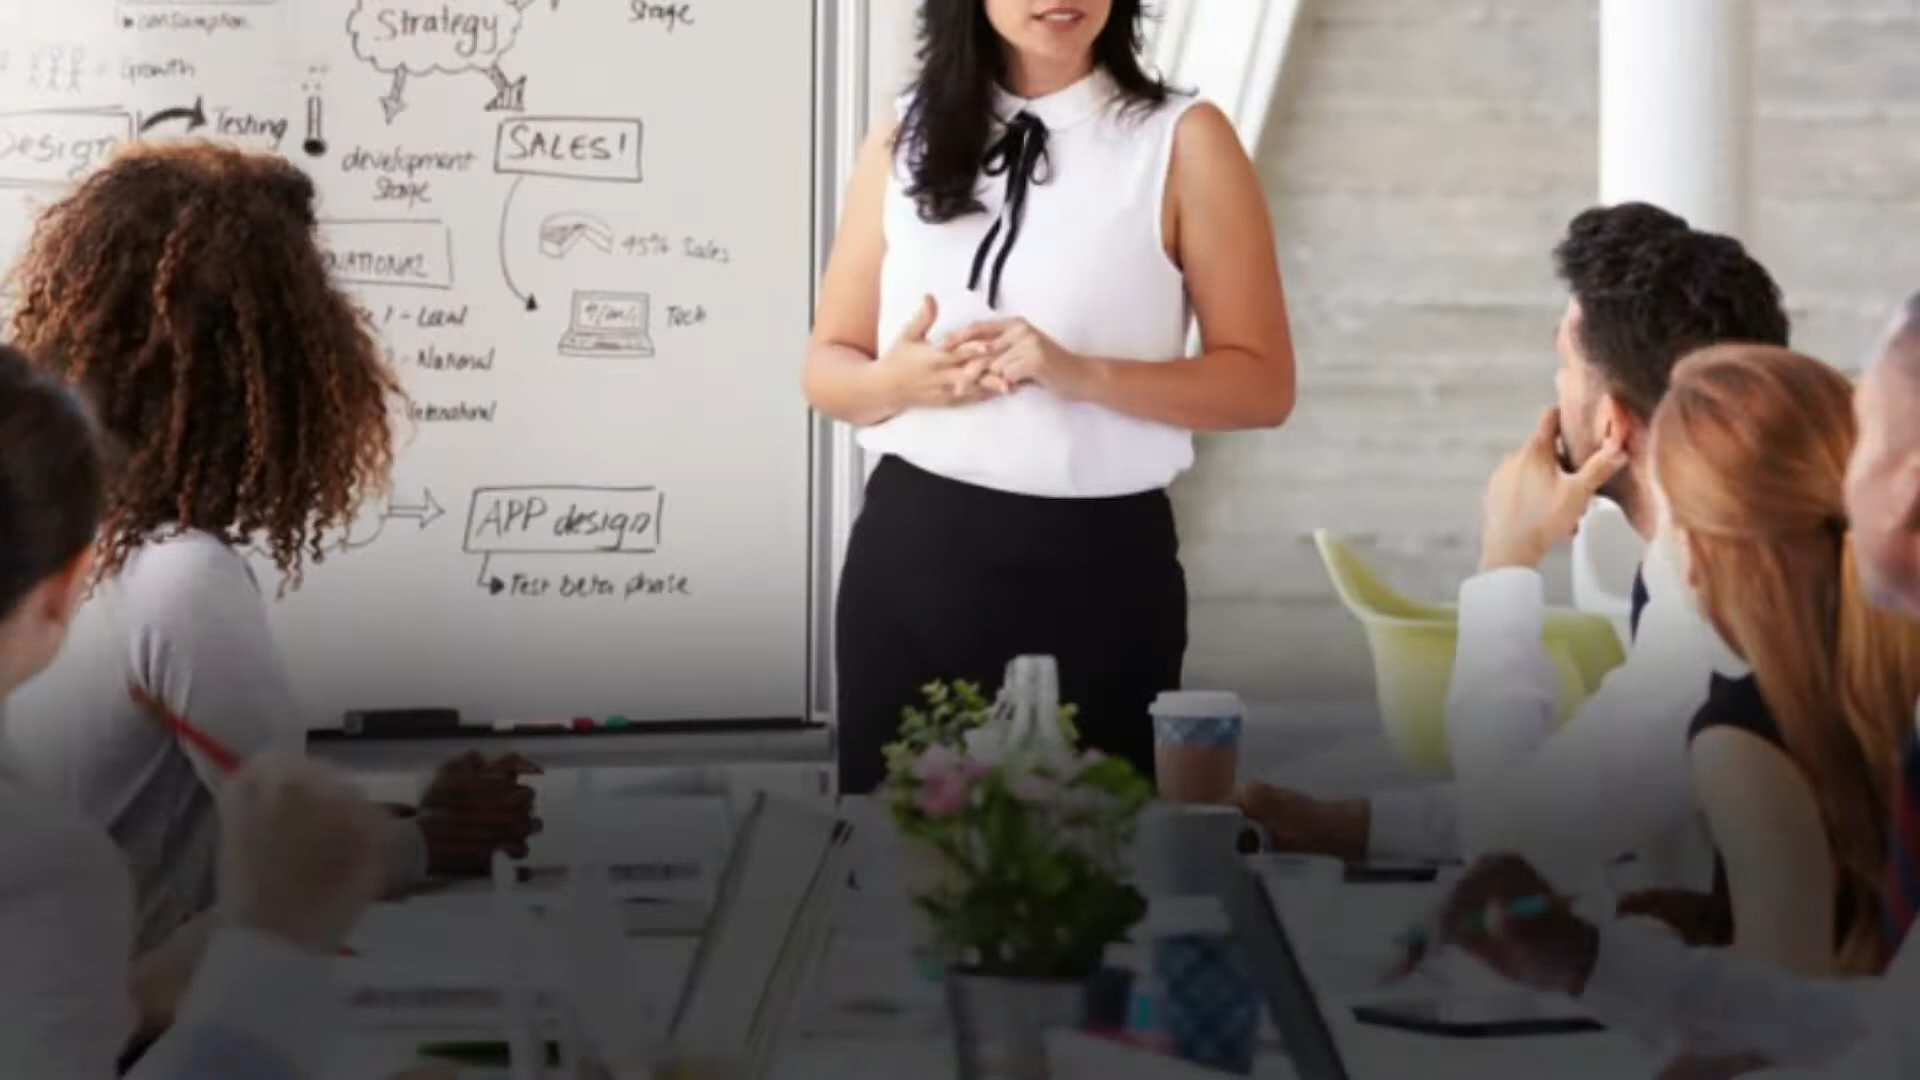 consumption
Strategy
Stage
Growth
Design
Testing
SALES!
development
Stage
45% Sales
Tech
1 - Local
- National
- International
APP design
Test beta phase